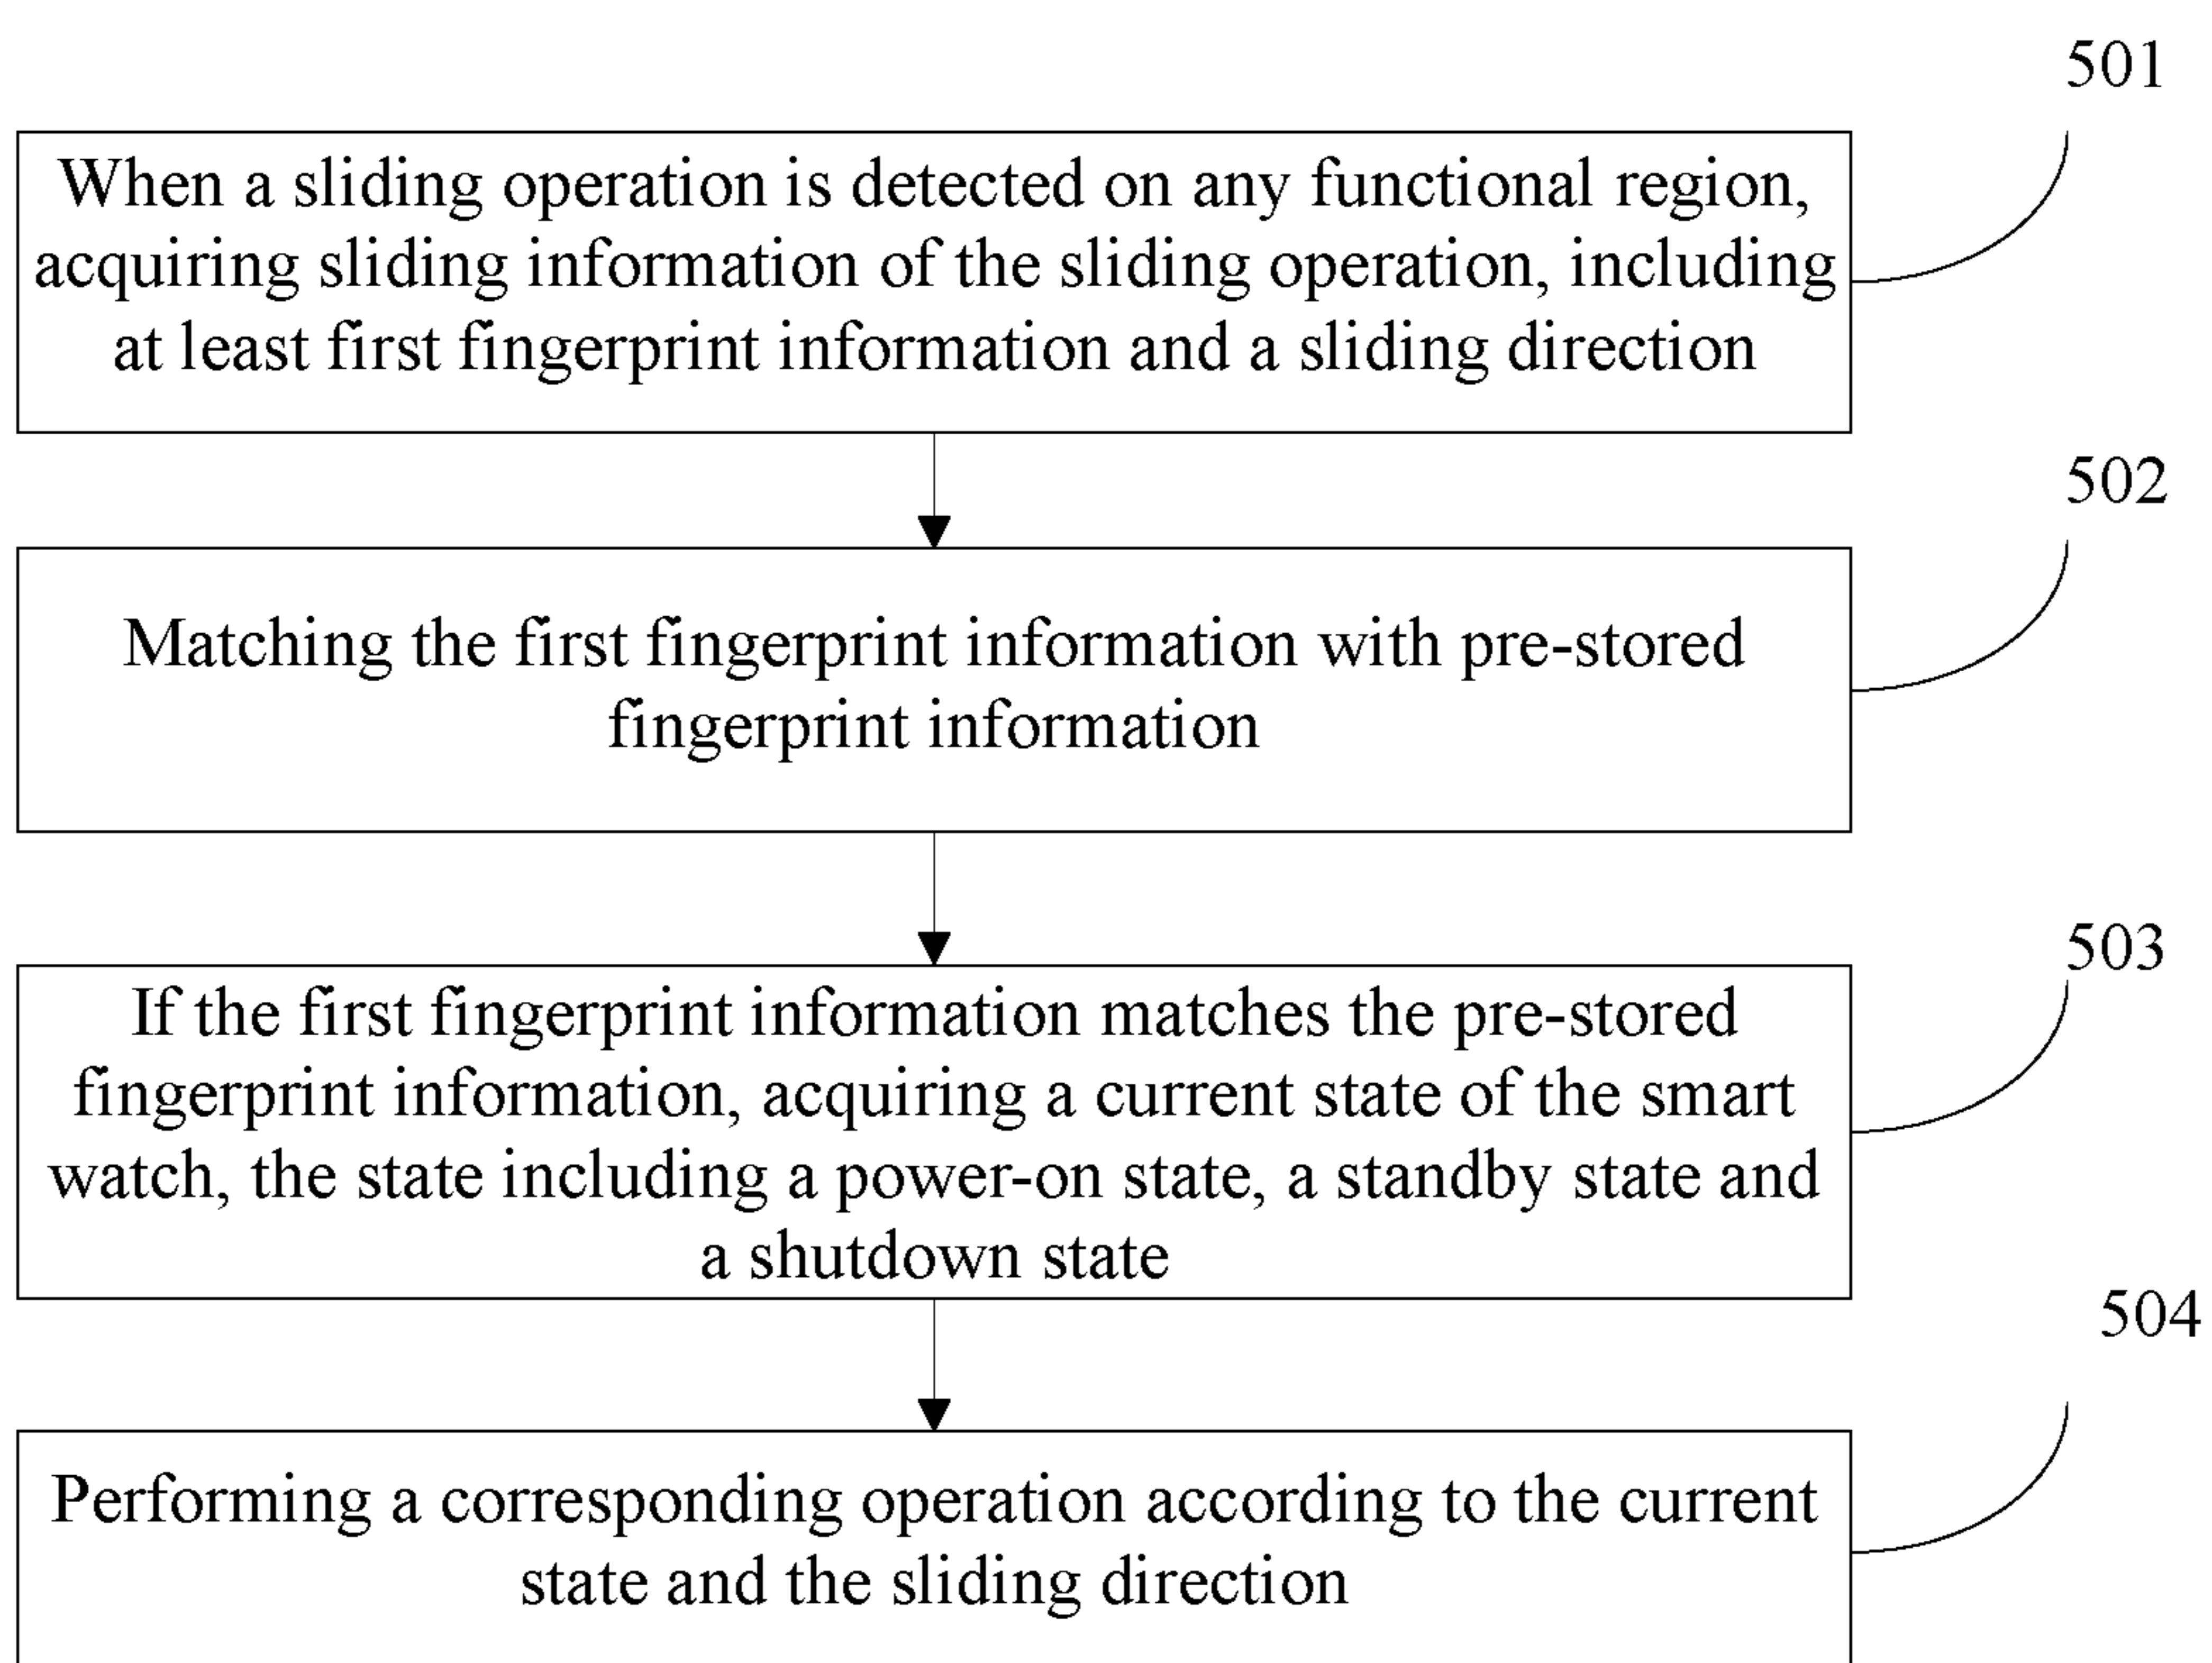 501
When a sliding operation is detected on any functional region,
acquiring sliding information of the sliding operation, including
at least first fingerprint information and a sliding direction
502
Matching the first fingerprint information with pre-stored
fingerprint information
503
If the first fingerprint information matches the pre-stored
fingerprint information, acquiring a current state of the smart
watch, the state including a power-on state, a standby state and
a shutdown state
504
Performing a corresponding operation according to the current
state and the sliding direction